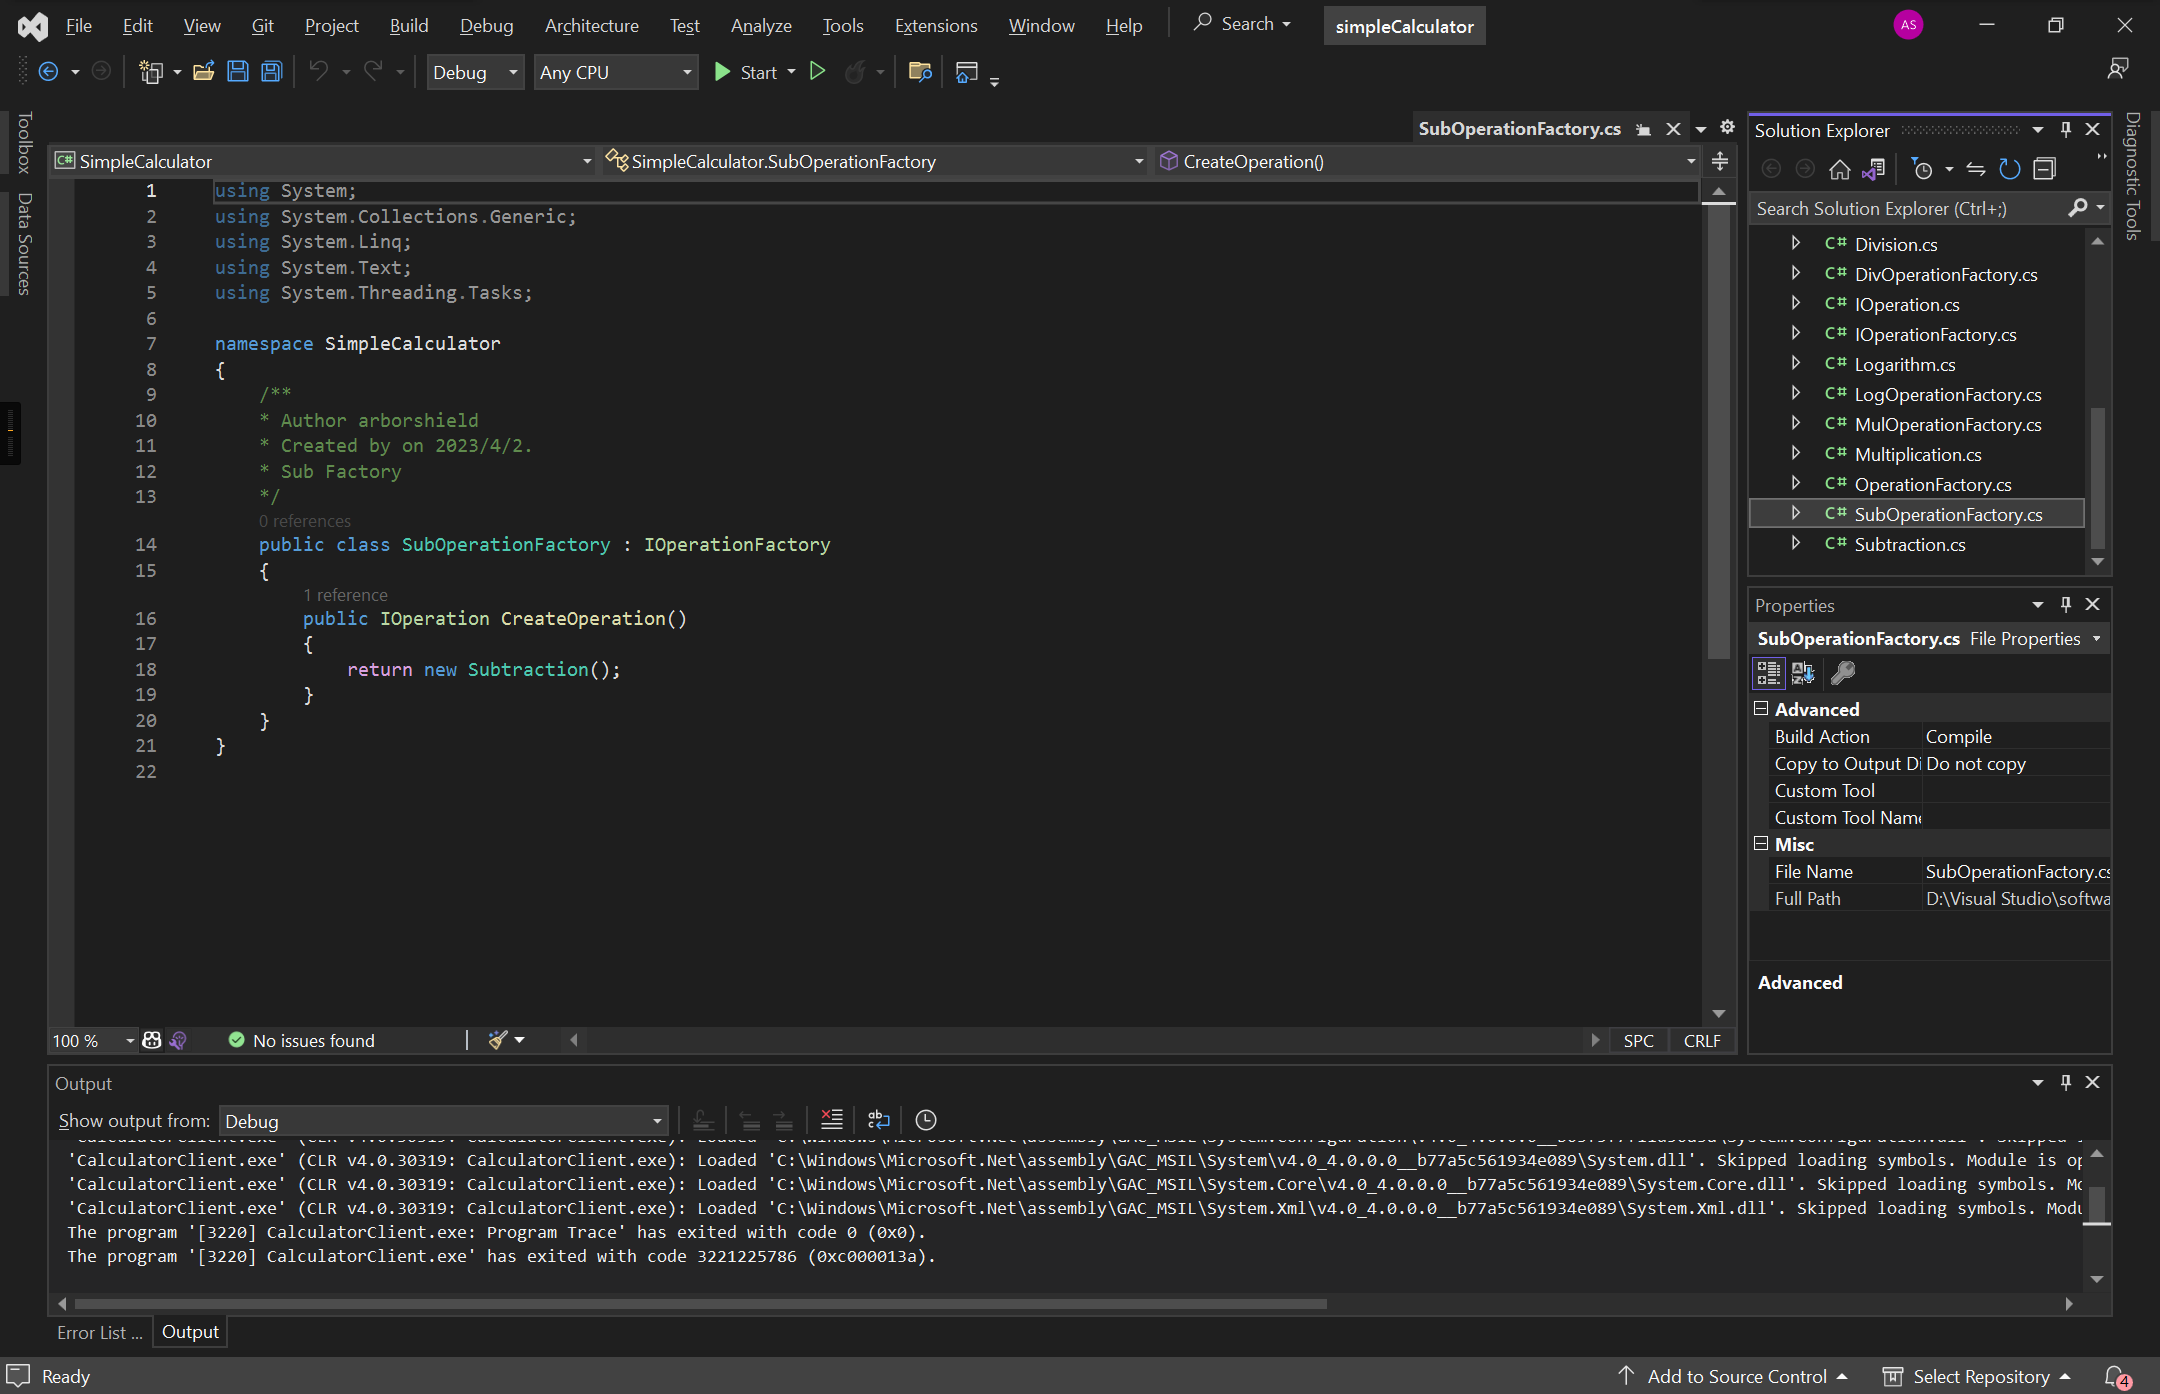 File Edit View Git Project Build Debug Architecture Test Analyze Tools Extensions Window Help Search simpleCalculator AS
Debug Any CPU Start
Toolbox
Data Sources
SubOperationFactory.cs
SimpleCalculator SimpleCalculator.SubOperationFactory CreateOperation()
1 using System;
2 using System.Collections.Generic;
3 using System.Linq;
4 using System.Text;
5 using System.Threading.Tasks;
6
7 namespace SimpleCalculator
8 {
9 /**
10 * Author arborshield
11 * Created by on 2023/4/2.
12 * Sub Factory
13 */
0 references
14 public class SubOperationFactory : IOperationFactory
15 {
1 reference
16 public IOperation CreateOperation()
17 {
18 return new Subtraction();
19 }
20 }
21 }
22
100 % No issues found SPC CRLF
Solution Explorer
Search Solution Explorer (Ctrl+;)
C# Division.cs
C# DivOperationFactory.cs
C# IOperation.cs
C# IOperationFactory.cs
C# Logarithm.cs
C# LogOperationFactory.cs
C# MulOperationFactory.cs
C# Multiplication.cs
C# OperationFactory.cs
C# SubOperationFactory.cs
C# Subtraction.cs
Diagnostic Tools
Properties
SubOperationFactory.cs File Properties
Advanced
Build Action Compile
Copy to Output Di Do not copy
Custom Tool
Custom Tool Name
Misc
File Name SubOperationFactory.cs
Full Path D:\Visual Studio\softwa
Advanced
Output
Show output from: Debug
'CalculatorClient.exe' (CLR v4.0.30319: CalculatorClient.exe): Loaded 'C:\Windows\Microsoft.Net\assembly\GAC_MSIL\System\v4.0_4.0.0.0__b77a5c561934e089\System.dll'. Skipped loading symbols. Module is op
'CalculatorClient.exe' (CLR v4.0.30319: CalculatorClient.exe): Loaded 'C:\Windows\Microsoft.Net\assembly\GAC_MSIL\System.Core\v4.0_4.0.0.0__b77a5c561934e089\System.Core.dll'. Skipped loading symbols. Mo
'CalculatorClient.exe' (CLR v4.0.30319: CalculatorClient.exe): Loaded 'C:\Windows\Microsoft.Net\assembly\GAC_MSIL\System.Xml\v4.0_4.0.0.0__b77a5c561934e089\System.Xml.dll'. Skipped loading symbols. Modu
The program '[3220] CalculatorClient.exe: Program Trace' has exited with code 0 (0x0).
The program '[3220] CalculatorClient.exe' has exited with code 3221225786 (0xc000013a).
Error List ... Output
Ready Add to Source Control Select Repository 4